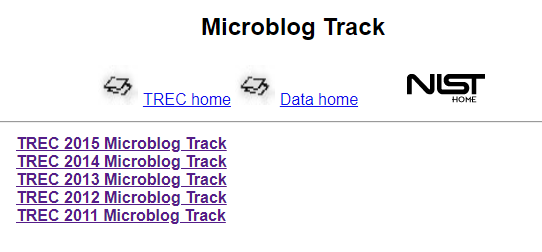 Microblog Track
TREC home Data home NIST
HOME
TREC 2015 Microblog Track
TREC 2014 Microblog Track
TREC 2013 Microblog Track
TREC 2012 Microblog Track
TREC 2011 Microblog Track